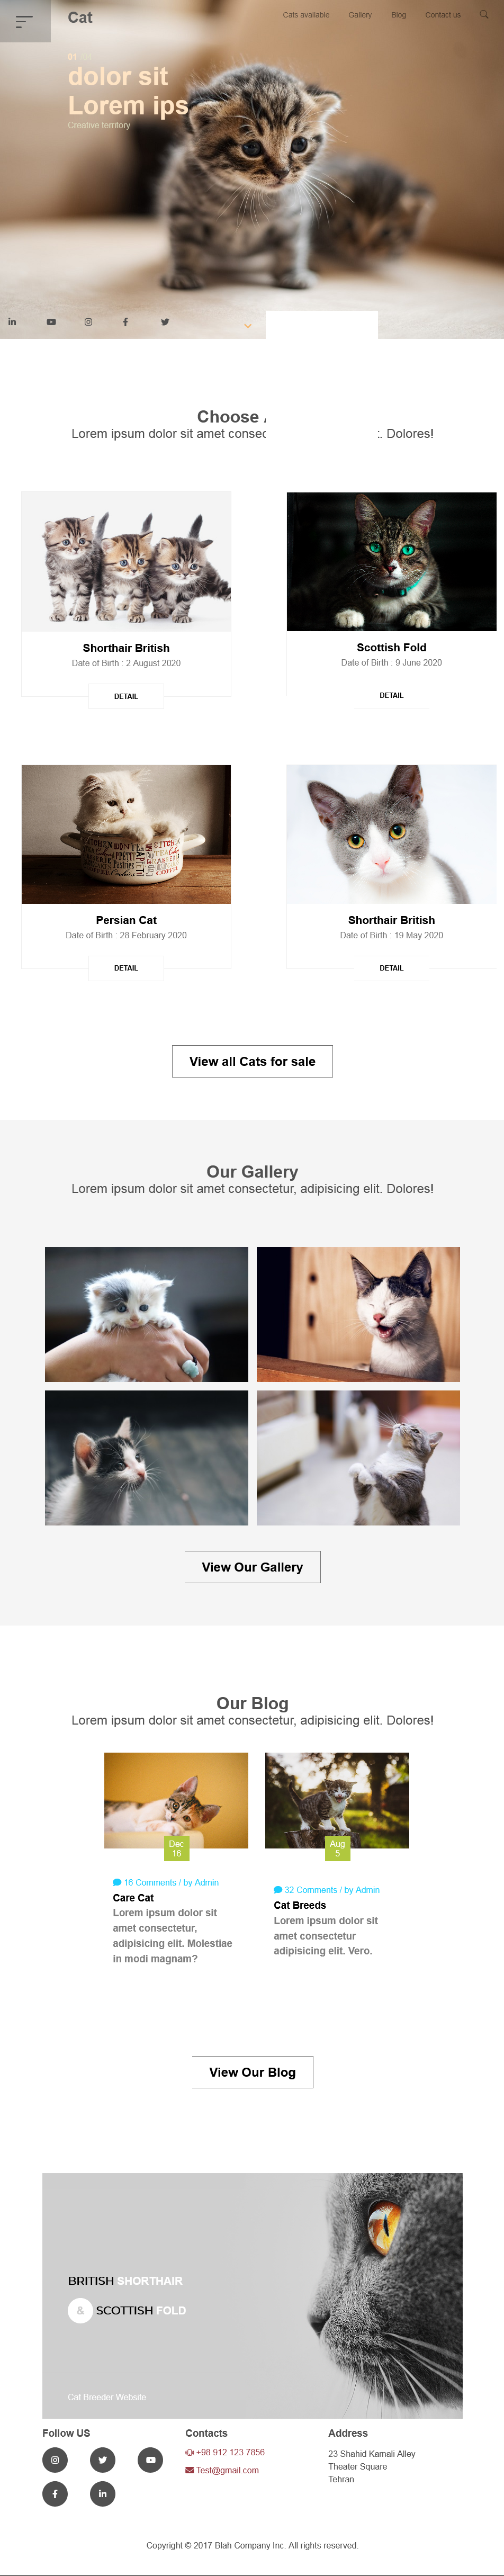 Cat
Cats available Gallery Blog Contact us
01
dolor sit
Lorem ips
Creative territory
Choose
Lorem ipsum dolor sit amet consec t. Dolores!
Shorthair British
Date of Birth : 2 August 2020
DETAIL
Scottish Fold
Date of Birth : 9 June 2020
DETAIL
Persian Cat
Date of Birth : 28 February 2020
DETAIL
Shorthair British
Date of Birth : 19 May 2020
DETAIL
View all Cats for sale
Our Gallery
Lorem ipsum dolor sit amet consectetur, adipisicing elit. Dolores!
View Our Gallery
Our Blog
Lorem ipsum dolor sit amet consectetur, adipisicing elit. Dolores!
Dec
16
16 Comments / by Admin
Care Cat
Lorem ipsum dolor sit
amet consectetur,
adipisicing elit. Molestiae
in modi magnam?
Aug
5
32 Comments / by Admin
Cat Breeds
Lorem ipsum dolor sit
amet consectetur
adipisicing elit. Vero.
View Our Blog
BRITISH SHORTHAIR
& SCOTTISH FOLD
Cat Breeder Website
Follow US
Contacts
+98 912 123 7856
Test@gmail.com
Address
23 Shahid Kamali Alley
Theater Square
Tehran
Copyright © 2017 Blah Company Inc. All rights reserved.